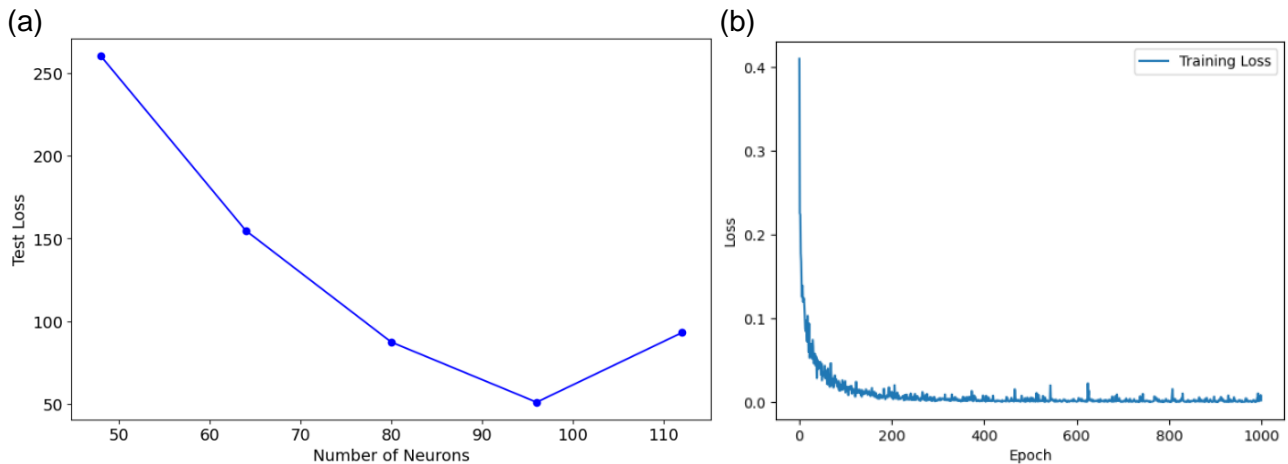 (a)
250
200
150
100
50
Test Loss
50 60 70 80 90 100 110
Number of Neurons
(b)
Training Loss
0.4
0.3
0.2
0.1
0.0
Loss
0 200 400 600 800 1000
Epoch